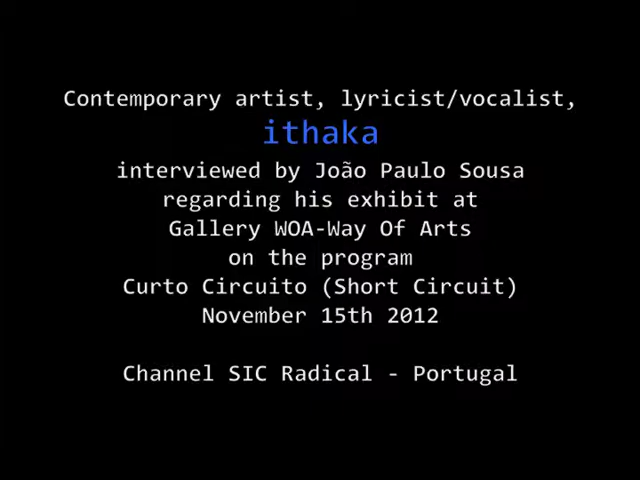 Contemporary artist, lyricist/vocalist,
ithaka
interviewed by João Paulo Sousa
regarding his exhibit at
Gallery WOA-Way Of Arts
on the program
Curto Circuito (Short Circuit)
November 15th 2012
Channel SIC Radical - Portugal